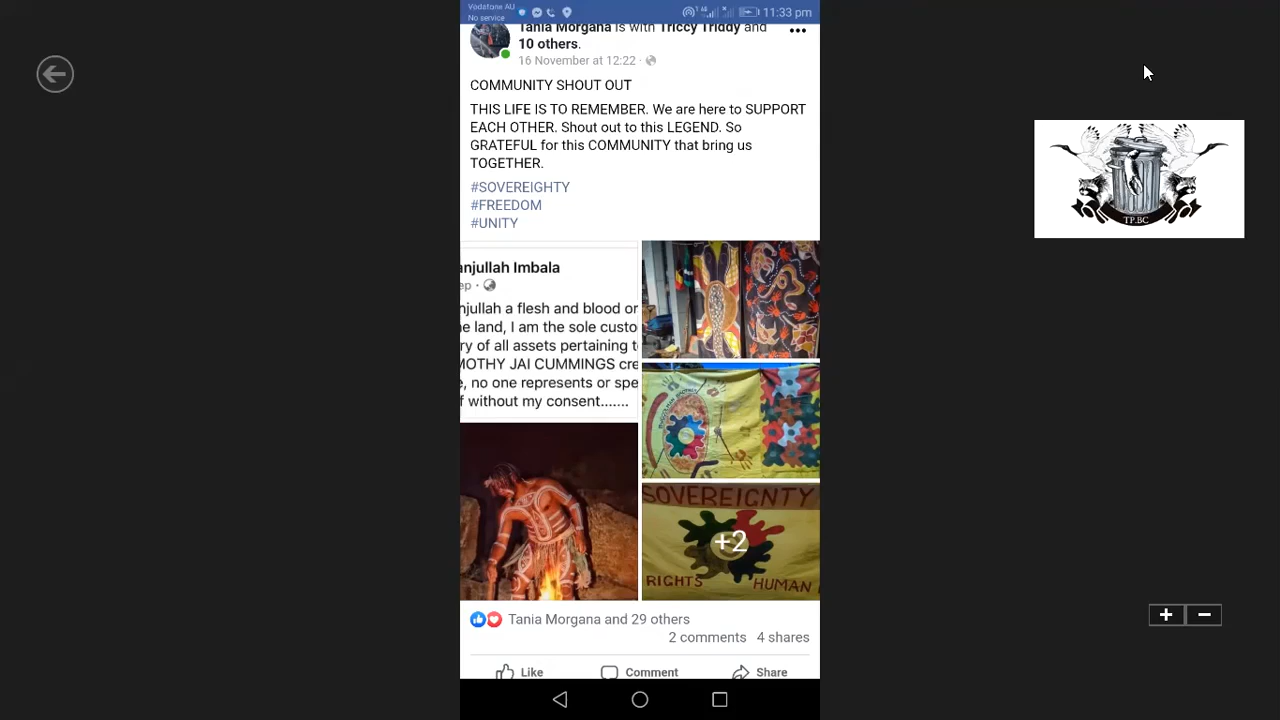 Vodafone AU
No service
11:33 pm
Tania Morgana is with Triccy Triddy and
10 others.
16 November at 12:22 ·
COMMUNITY SHOUT OUT
THIS LIFE IS TO REMEMBER. We are here to SUPPORT
EACH OTHER. Shout out to this LEGEND. So
GRATEFUL for this COMMUNITY that bring us
TOGETHER.
#SOVEREIGHTY
#FREEDOM
#UNITY
anjullah Imbala
ep ·
njullah a flesh and blood or
e land, I am the sole custo
ry of all assets pertaining to
MOTHY JAI CUMMINGS cre
e, no one represents or spe
f without my consent.......
SOVEREIGNTY
+2
RIGHTS HUMAN
Tania Morgana and 29 others
2 comments 4 shares
Like Comment Share
TP.BC
+ −